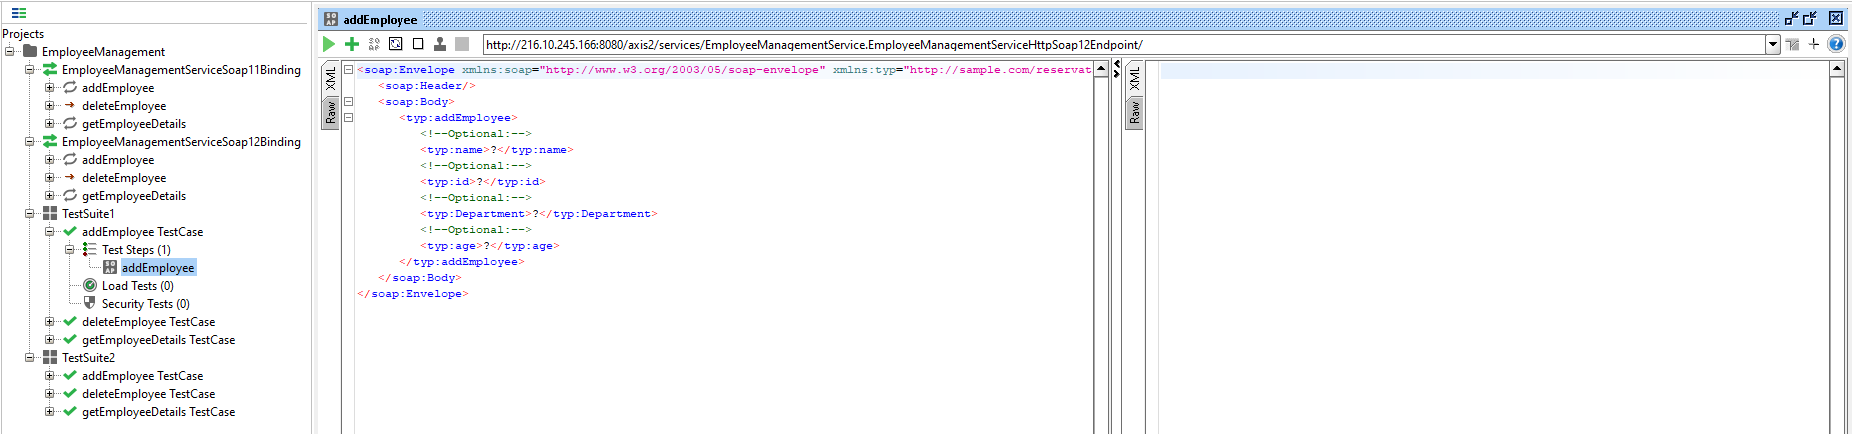 Projects
EmployeeManagement
EmployeeManagementServiceSoap11Binding
addEmployee
deleteEmployee
getEmployeeDetails
EmployeeManagementServiceSoap12Binding
addEmployee
deleteEmployee
getEmployeeDetails
TestSuite1
addEmployee TestCase
Test Steps (1)
SOAP addEmployee
Load Tests (0)
Security Tests (0)
deleteEmployee TestCase
getEmployeeDetails TestCase
TestSuite2
addEmployee TestCase
deleteEmployee TestCase
getEmployeeDetails TestCase
SOAP addEmployee
SOAP http://216.10.245.166:8080/axis2/services/EmployeeManagementService.EmployeeManagementServiceHttpSoap12Endpoint/ ?
XML
Raw
<soap:Envelope xmlns:soap="http://www.w3.org/2003/05/soap-envelope" xmlns:typ="http://sample.com/reservat
<soap:Header/>
<soap:Body>
<typ:addEmployee>
<!--Optional:-->
<typ:name>?</typ:name>
<!--Optional:-->
<typ:id>?</typ:id>
<!--Optional:-->
<typ:Department>?</typ:Department>
<!--Optional:-->
<typ:age>?</typ:age>
</typ:addEmployee>
</soap:Body>
</soap:Envelope>
XML
Raw